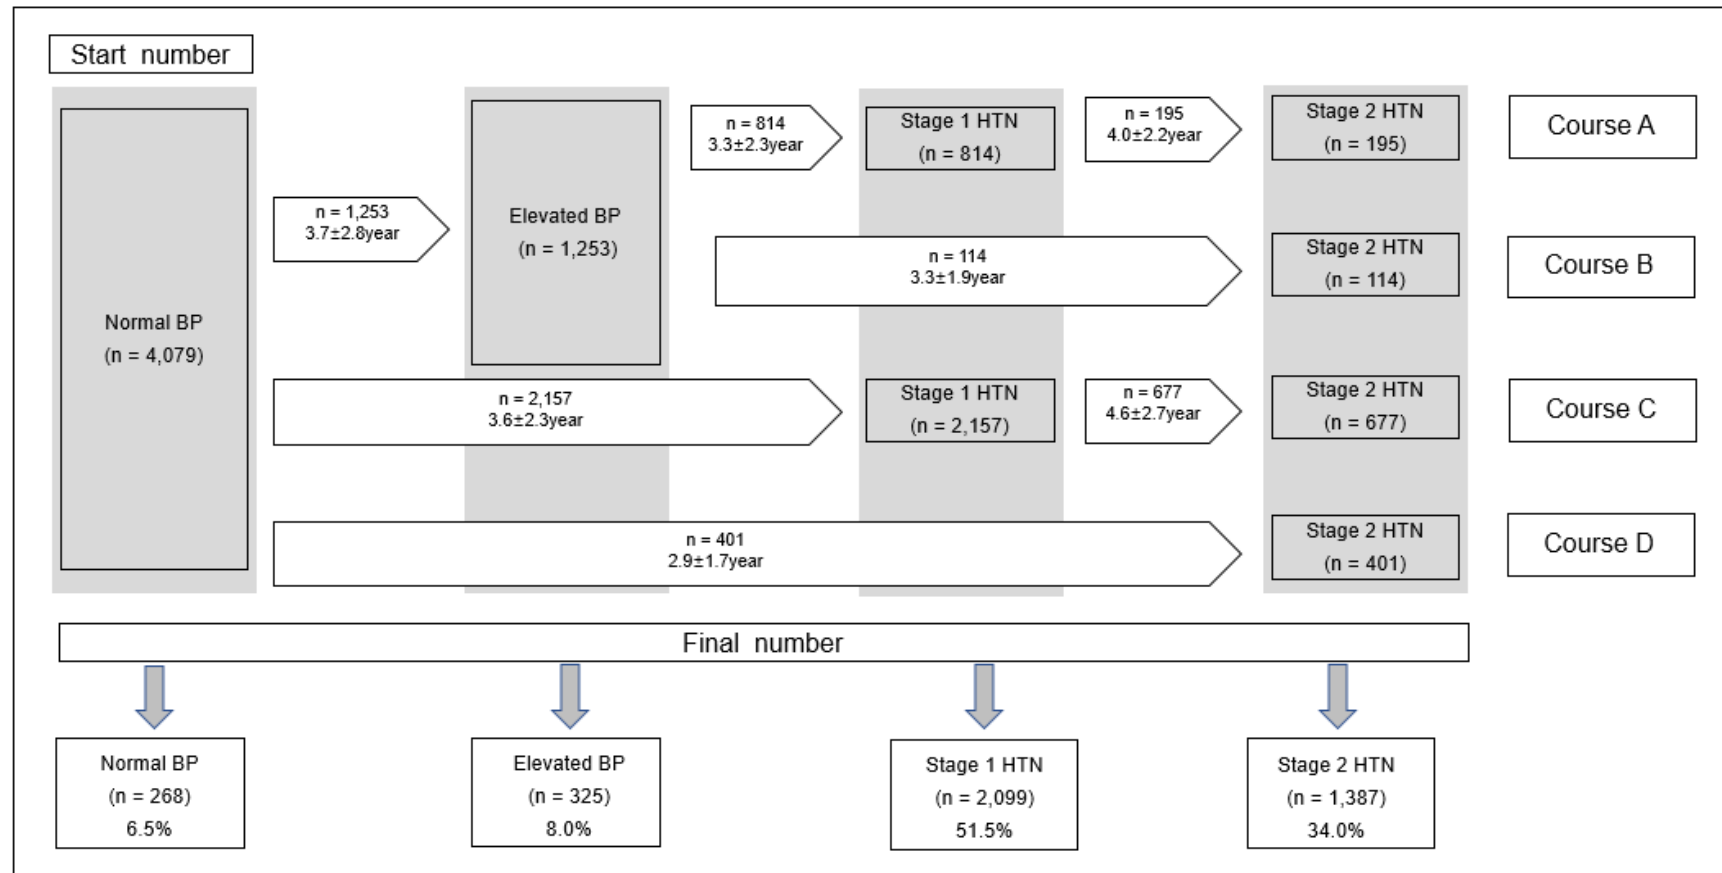 Start number
Normal BP
(n = 4,079)
n = 1,253
3.7±2.8year
Elevated BP
(n = 1,253)
n = 814
3.3±2.3year
Stage 1 HTN
(n = 814)
n = 195
4.0±2.2year
Stage 2 HTN
(n = 195)
Course A
n = 114
3.3±1.9year
Stage 2 HTN
(n = 114)
Course B
n = 2,157
3.6±2.3year
Stage 1 HTN
(n = 2,157)
n = 677
4.6±2.7year
Stage 2 HTN
(n = 677)
Course C
n = 401
2.9±1.7year
Stage 2 HTN
(n = 401)
Course D
Final number
Normal BP
(n = 268)
6.5%
Elevated BP
(n = 325)
8.0%
Stage 1 HTN
(n = 2,099)
51.5%
Stage 2 HTN
(n = 1,387)
34.0%